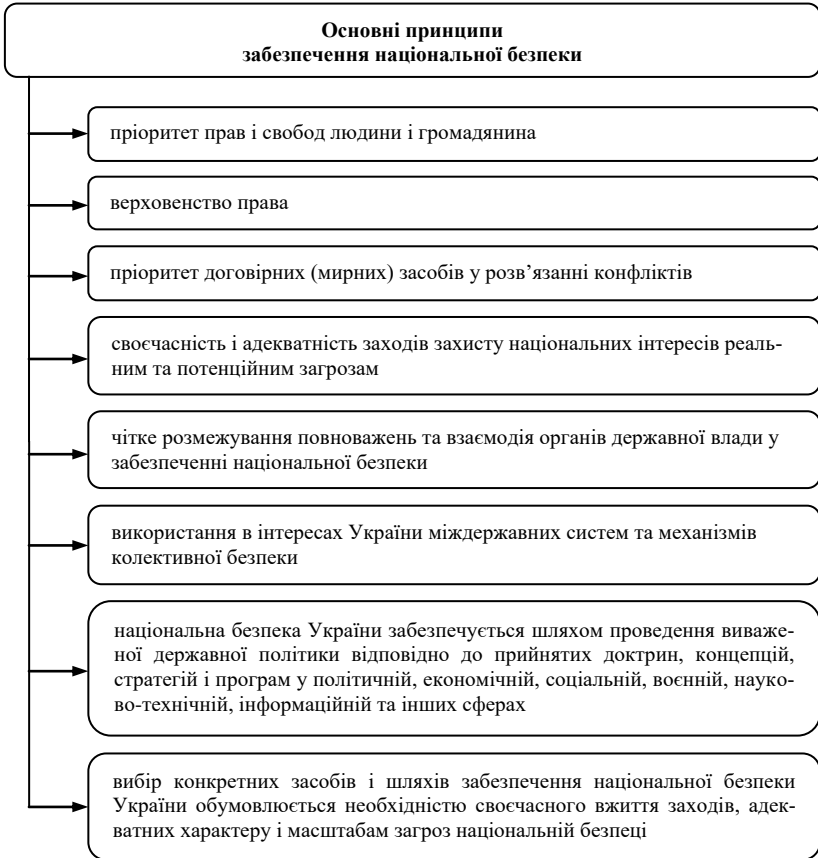 Основні принципи
забезпечення національної безпеки
пріоритет прав і свобод людини і громадянина
верховенство права
пріоритет договірних (мирних) засобів у розв’язанні конфліктів
своєчасність і адекватність заходів захисту національних інтересів реаль-
ним та потенційним загрозам
чітке розмежування повноважень та взаємодія органів державної влади у
забезпеченні національної безпеки
використання в інтересах України міждержавних систем та механізмів
колективної безпеки
національна безпека України забезпечується шляхом проведення виваже-
ної державної політики відповідно до прийнятих доктрин, концепцій,
стратегій і програм у політичній, економічній, соціальній, воєнній, науко-
во-технічній, інформаційній та інших сферах
вибір конкретних засобів і шляхів забезпечення національної безпеки
України обумовлюється необхідністю своєчасного вжиття заходів, адек-
ватних характеру і масштабам загроз національній безпеці